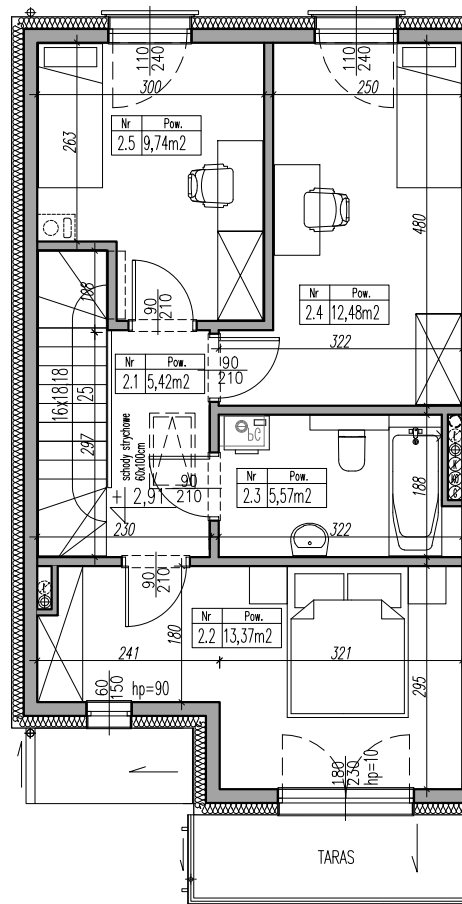 110
240
110
240
300
250
263
Nr Pow.
2.5 9,74m2
480
188
90
210
Nr Pow.
2.4 12,48m2
322
Nr Pow.
2.1 5,42m2
90
210
16x18,18
25
297
schody strychowe
60x100cm
+ 2,91
90
210
Nr Pow.
2.3 5,57m2
188
230
322
90
210
Nr Pow.
2.2 13,37m2
180
241
321
295
60
150
hp=90
180
230
hp=10
TARAS